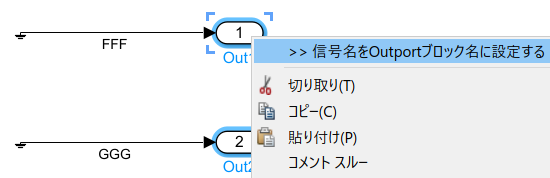 1
FFF
>> 信号名をOutportブロック名に設定する
Out1
切り取り(T)
コピー(C)
貼り付け(P)
2
GGG
コメント スルー
Out2